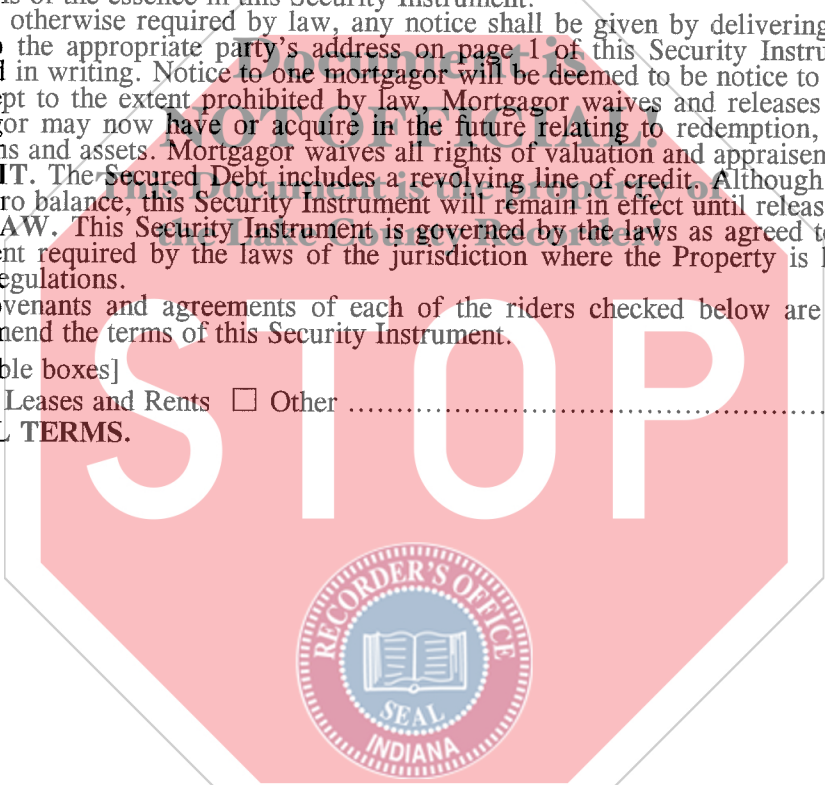 is of the essence in this Security Instrument.
otherwise required by law, any notice shall be given by delivering
the appropriate party's address on page 1 of this Security Instru
in writing. Notice to one mortgagor will be deemed to be notice to
ept to the extent prohibited by law, Mortgagor waives and releases
gor may now have or acquire in the future relating to redemption,
ns and assets. Mortgagor waives all rights of valuation and appraisem
IT. The Secured Debt includes a revolving line of credit. Although
ro balance, this Security Instrument will remain in effect until releas
AW. This Security Instrument is governed by the laws as agreed to
ent required by the laws of the jurisdiction where the Property is l
egulations.
ovenants and agreements of each of the riders checked below are
mend the terms of this Security Instrument.
ble boxes]
Leases and Rents ☐ Other ..........................................................
L TERMS.
Document is
NOT OFFICIAL!
This Document is the property of
the Lake County Recorder!
STOP
RECORDER'S OFFICE
SEAL
INDIANA